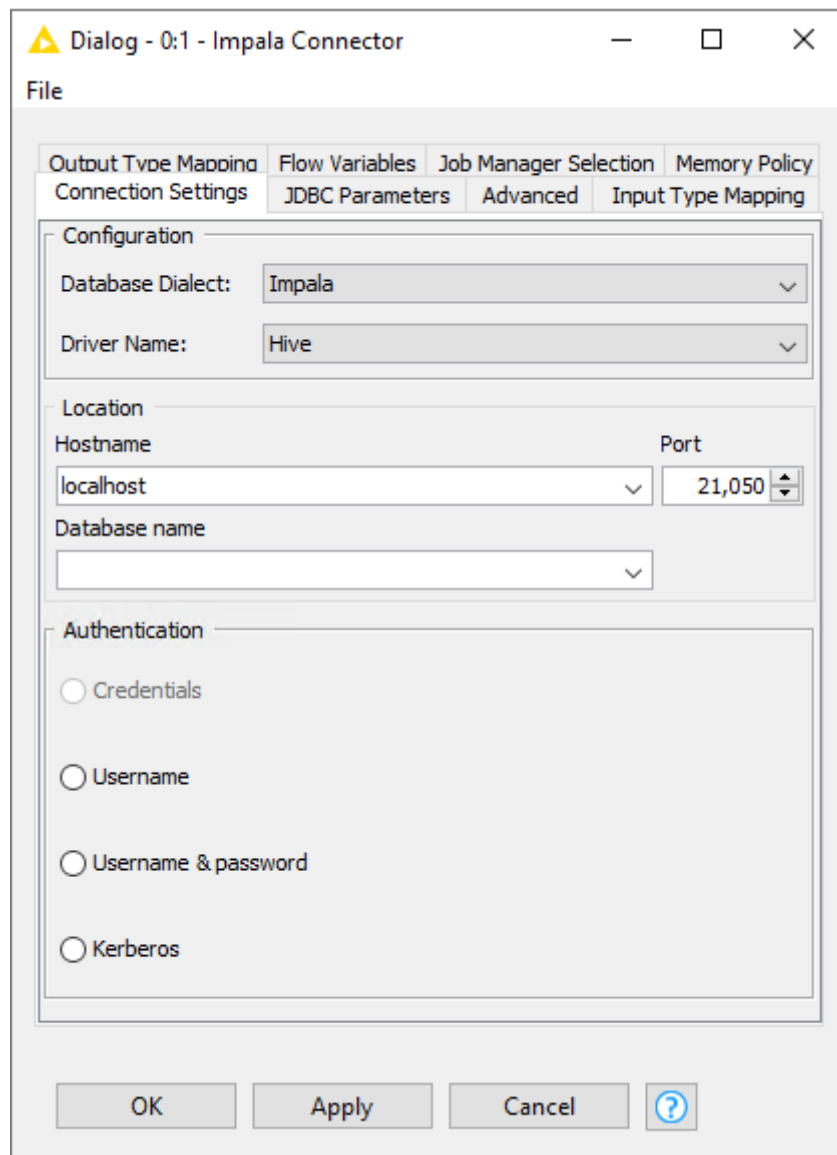 Dialog - 0:1 - Impala Connector
File
Output Type Mapping Flow Variables Job Manager Selection Memory Policy
Connection Settings JDBC Parameters Advanced Input Type Mapping
Configuration
Database Dialect: Impala
Driver Name: Hive
Location
Hostname Port
localhost 21,050
Database name
Authentication
Credentials
Username
Username & password
Kerberos
OK Apply Cancel ?